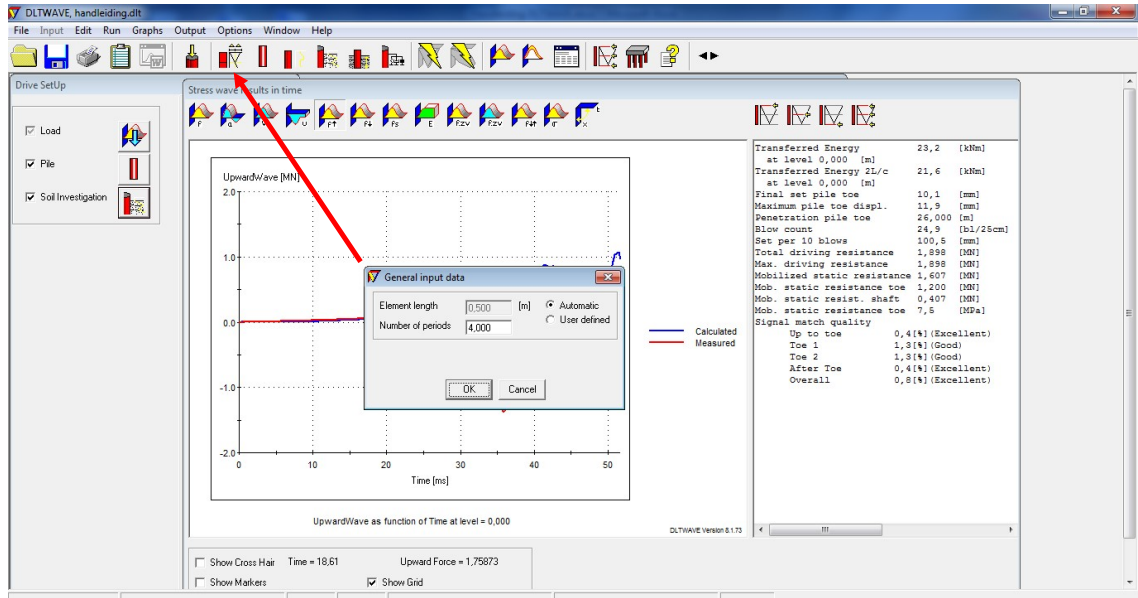 DLTWAVE, handleiding.dlt
File Input Edit Run Graphs Output Options Window Help
Drive SetUp
Load
Pile
Soil Investigation
Stress wave results in time
UpwardWave [MN]
2.0
1.0
0.0
-1.0
-2.0
0 10 20 30 40 50
Time [ms]
Calculated
Measured
UpwardWave as function of Time at level = 0,000
DLTWAVE Version 8.1.73
General input data
Element length 0,500 [m] Automatic
Number of periods 4,000 User defined
OK Cancel
Transferred Energy 23,2 [kNm]
at level 0,000 [m]
Transferred Energy 2L/c 21,6 [kNm]
at level 0,000 [m]
Final set pile toe 10,1 [mm]
Maximum pile toe displ. 11,9 [mm]
Penetration pile toe 26,000 [m]
Blow count 24,9 [bl/25cm]
Set per 10 blows 100,5 [mm]
Total driving resistance 1,898 [MN]
Max. driving resistance 1,898 [MN]
Mobilized static resistance 1,607 [MN]
Mob. static resistance toe 1,200 [MN]
Mob. static resist. shaft 0,407 [MN]
Mob. static resistance toe 7,5 [MPa]
Signal match quality
Up to toe 0,4[%](Excellent)
Toe 1 1,3[%](Good)
Toe 2 1,3[%](Good)
After Toe 0,4[%](Excellent)
Overall 0,8[%](Excellent)
Show Cross Hair Time = 18,61 Upward Force = 1,75873
Show Markers Show Grid